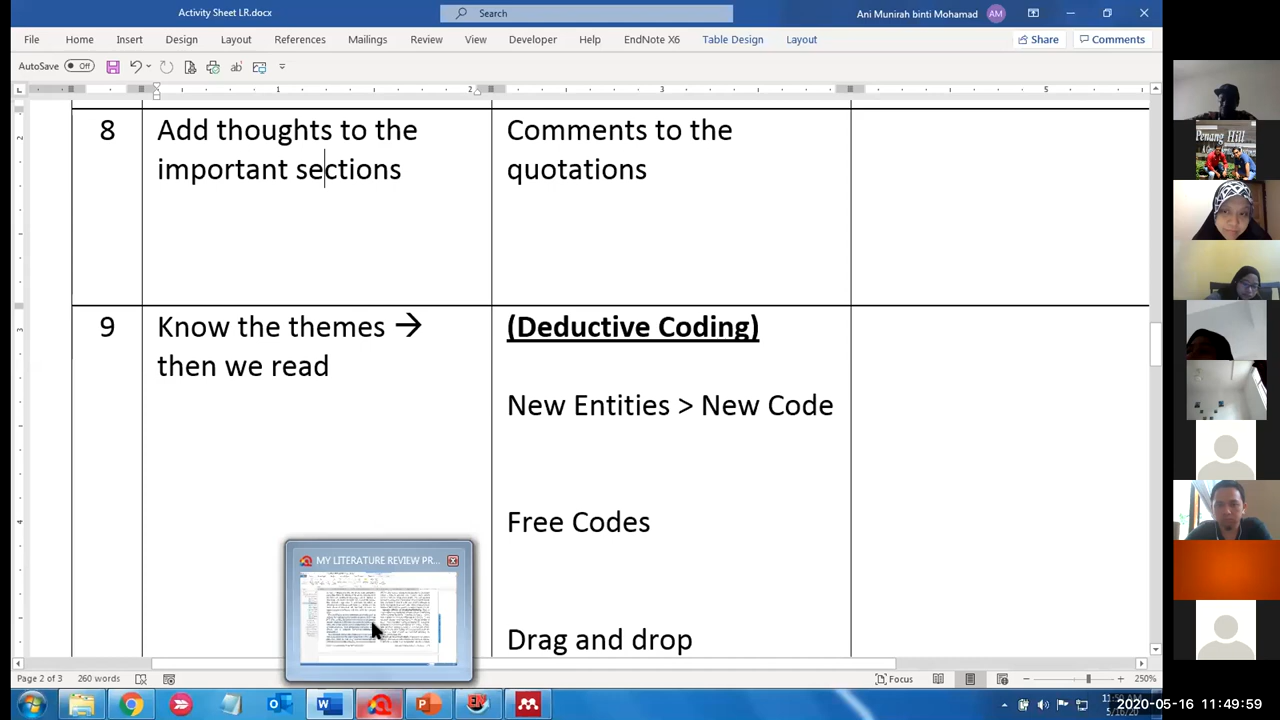 Activity Sheet LR.docx
Search
Ani Munirah binti Mohamad
AM
File Home Insert Design Layout References Mailings Review View Developer Help EndNote X6 Table Design Layout
Share Comments
AutoSave Off
1 2 3 5
8
Add thoughts to the
important sections
Comments to the
quotations
9
Know the themes →
then we read
(Deductive Coding)
New Entities > New Code
Free Codes
Drag and drop
MY LITERATURE REVIEW PR...
Page 2 of 3 260 words
Focus
250%
2020-05-16 11:49:59
Penang Hill